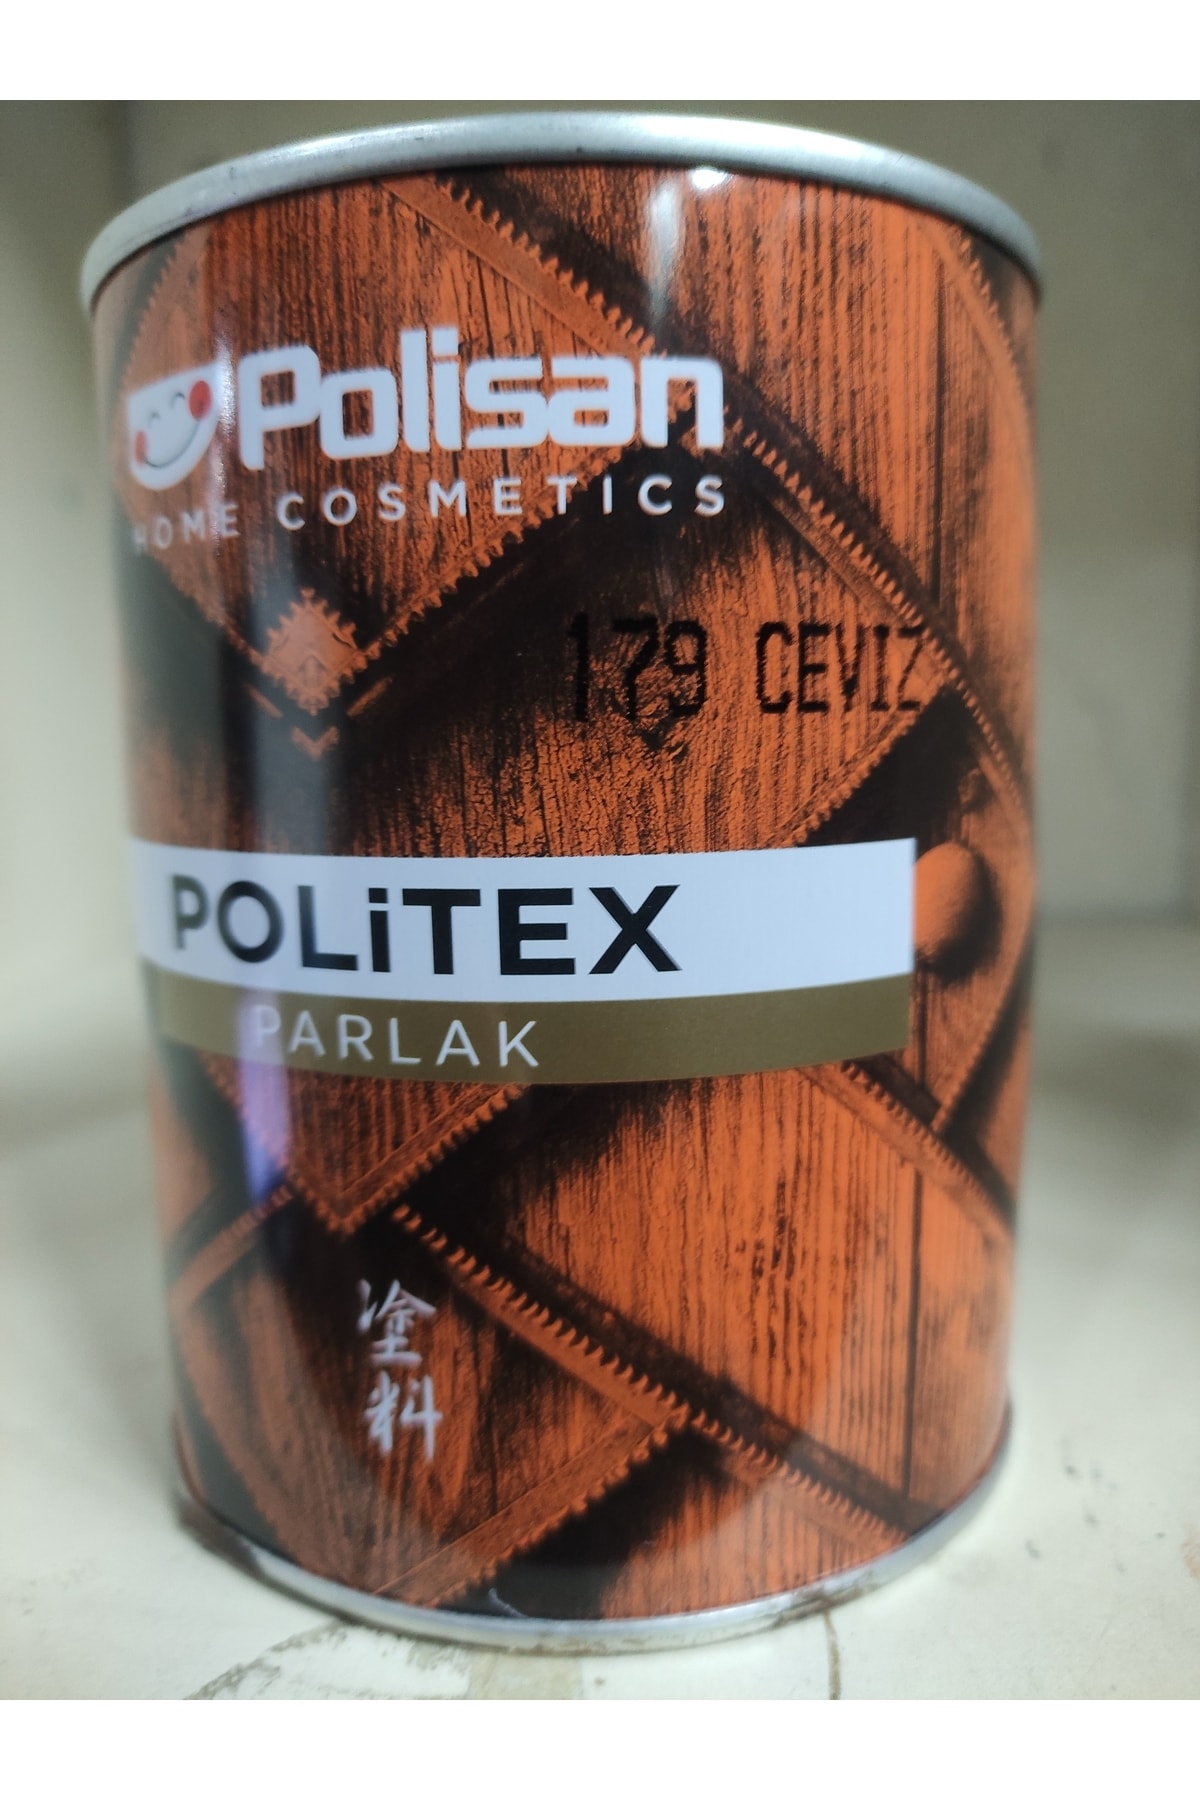 Polisan
HOME COSMETICS
179 CEVIZ
POLiTEX
PARLAK
塗
料